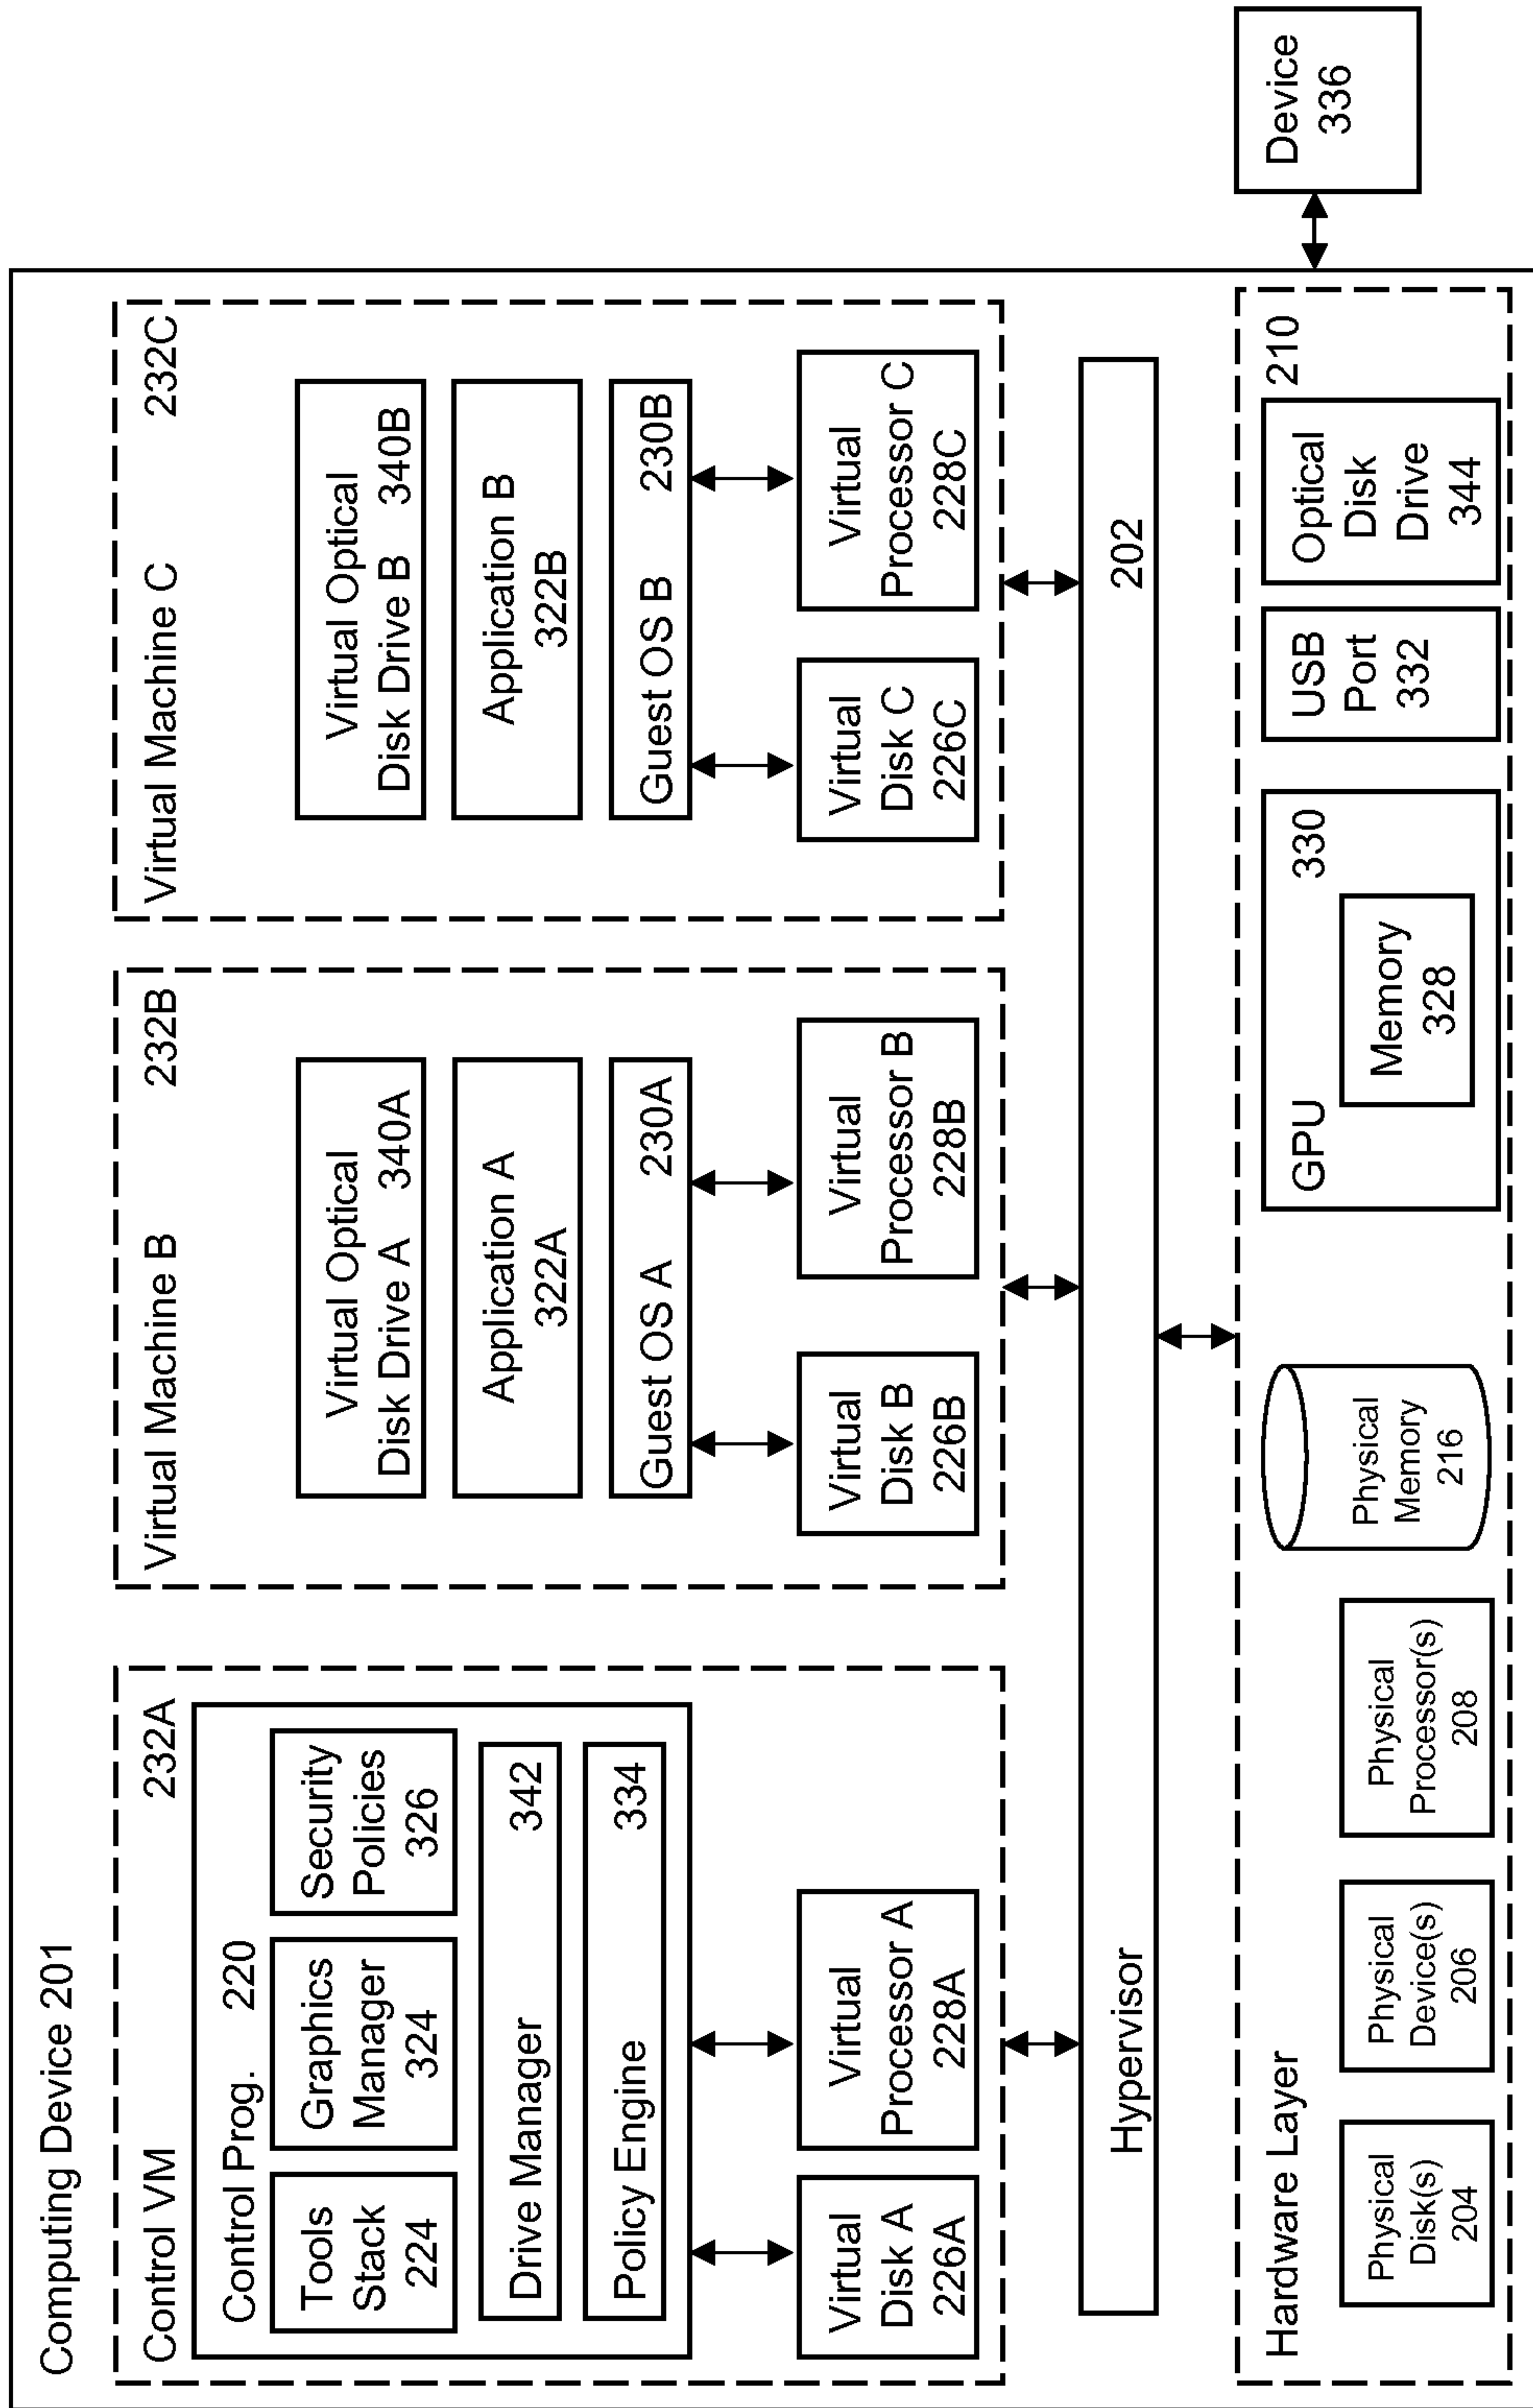 Computing Device 201
Control VM 232A
Control Prog. 220
Tools
Stack
224
Graphics
Manager
324
Security
Policies
326
Drive Manager 342
Policy Engine 334
Virtual
Disk A
226A
Virtual
Processor A
228A
Virtual Machine B 232B
Virtual Optical
Disk Drive A 340A
Application A
322A
Guest OS A 230A
Virtual
Disk B
226B
Virtual
Processor B
228B
Virtual Machine C 232C
Virtual Optical
Disk Drive B 340B
Application B
322B
Guest OS B 230B
Virtual
Disk C
226C
Virtual
Processor C
228C
Hypervisor 202
Hardware Layer 210
Physical
Disk(s)
204
Physical
Device(s)
206
Physical
Processor(s)
208
Physical
Memory
216
GPU 330
Memory
328
USB
Port
332
Optical
Disk
Drive
344
Device
336